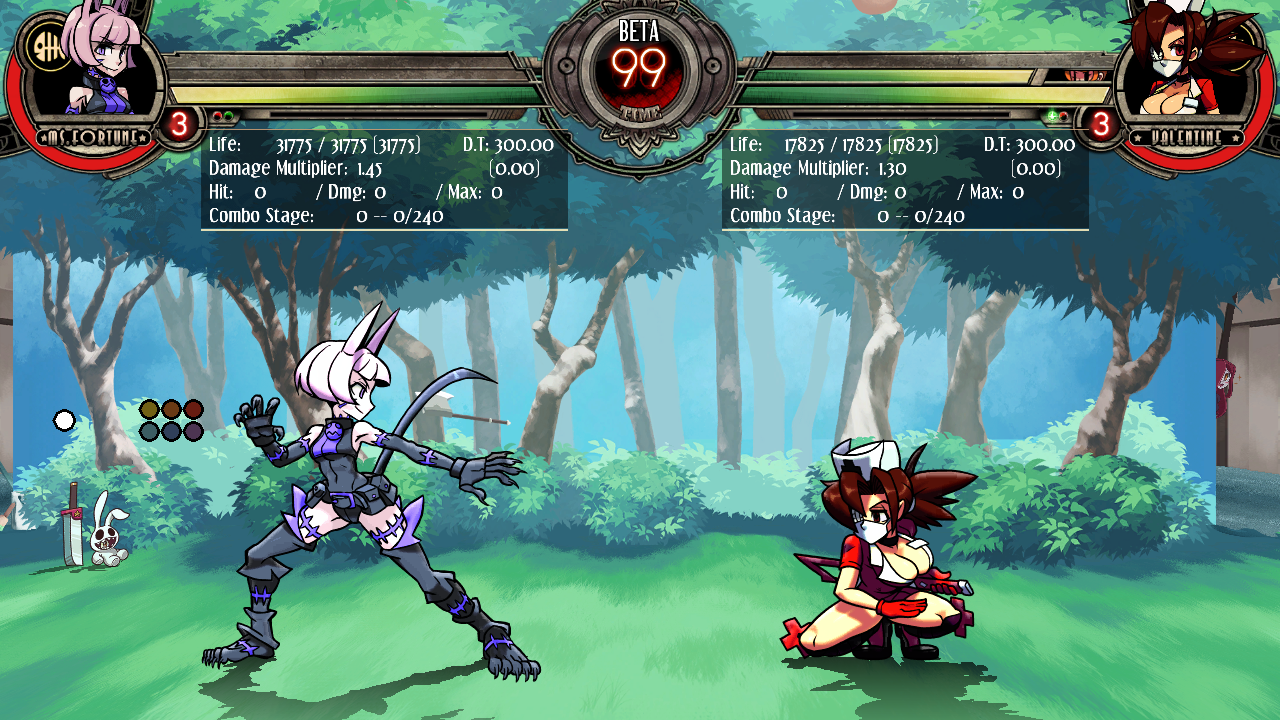 BETA
99
TIME
MS.FORTUNE
3
VALENTINE
3
Life: 31775 / 31775 (31775) D.T: 300.00
Damage Multiplier: 1.45 (0.00)
Hit: 0 / Dmg: 0 / Max: 0
Combo Stage: 0 -- 0/240
Life: 17825 / 17825 (17825) D.T: 300.00
Damage Multiplier: 1.30 (0.00)
Hit: 0 / Dmg: 0 / Max: 0
Combo Stage: 0 -- 0/240